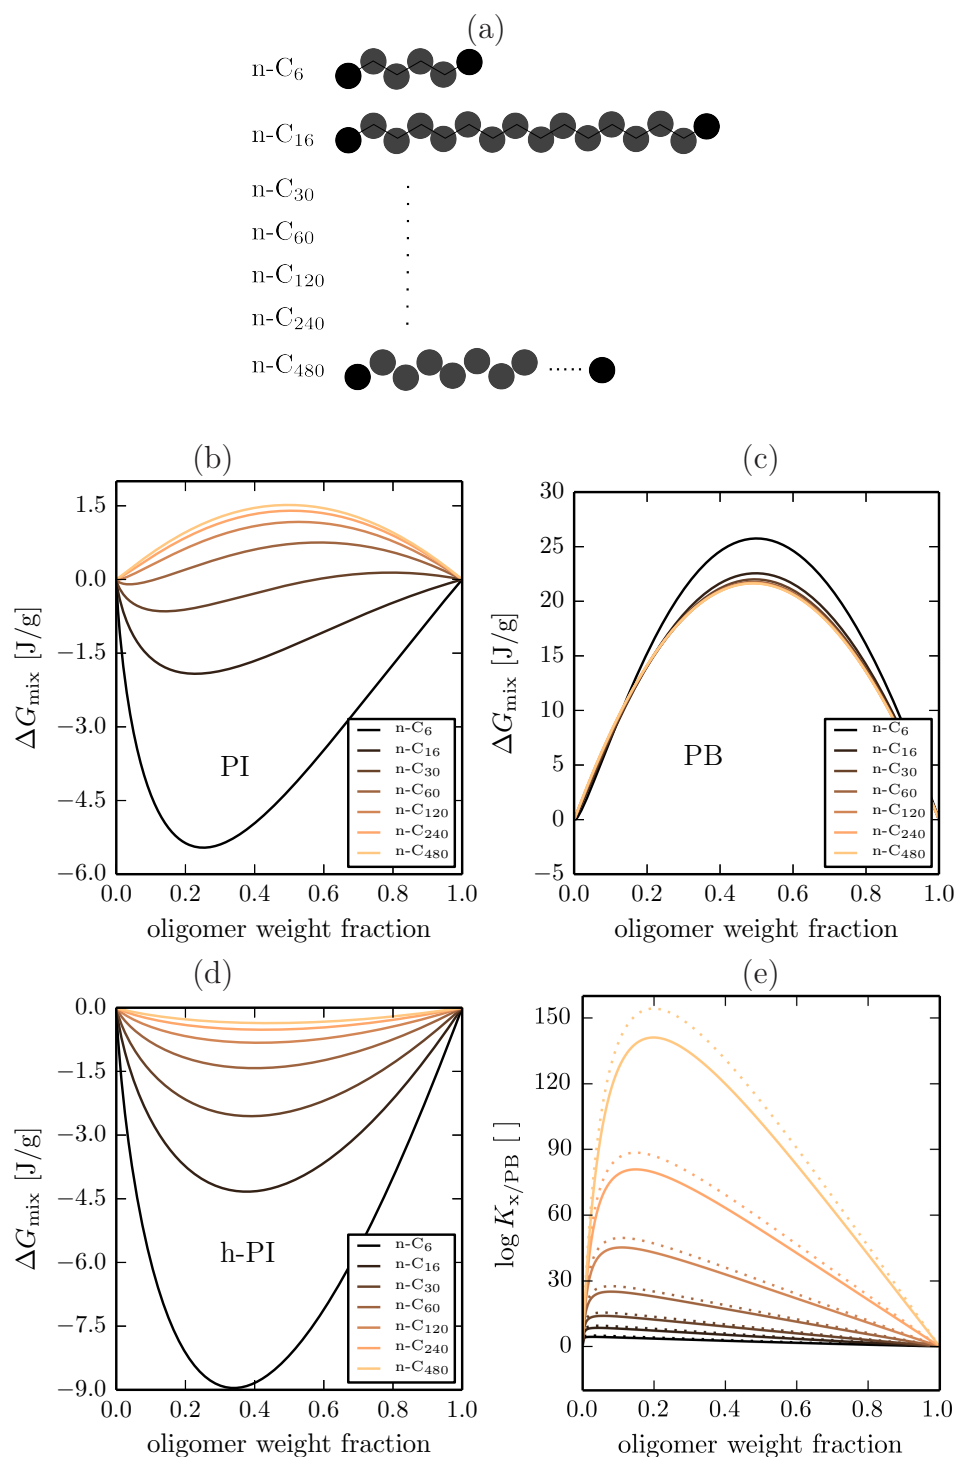 (a)
n-C6
n-C16
n-C30
n-C60
n-C120
n-C240
n-C480
(b)
1.5
0.0
−1.5
−3.0
−4.5
−6.0
0.0 0.2 0.4 0.6 0.8 1.0
ΔGmix [J/g]
oligomer weight fraction
PI
n-C6
n-C16
n-C30
n-C60
n-C120
n-C240
n-C480
(c)
30
25
20
15
10
5
0
−5
0.0 0.2 0.4 0.6 0.8 1.0
ΔGmix [J/g]
oligomer weight fraction
PB
n-C6
n-C16
n-C30
n-C60
n-C120
n-C240
n-C480
(d)
0.0
−1.5
−3.0
−4.5
−6.0
−7.5
−9.0
0.0 0.2 0.4 0.6 0.8 1.0
ΔGmix [J/g]
oligomer weight fraction
h-PI
n-C6
n-C16
n-C30
n-C60
n-C120
n-C240
n-C480
(e)
150
120
90
60
30
0
0.0 0.2 0.4 0.6 0.8 1.0
log Kx/PB [ ]
oligomer weight fraction